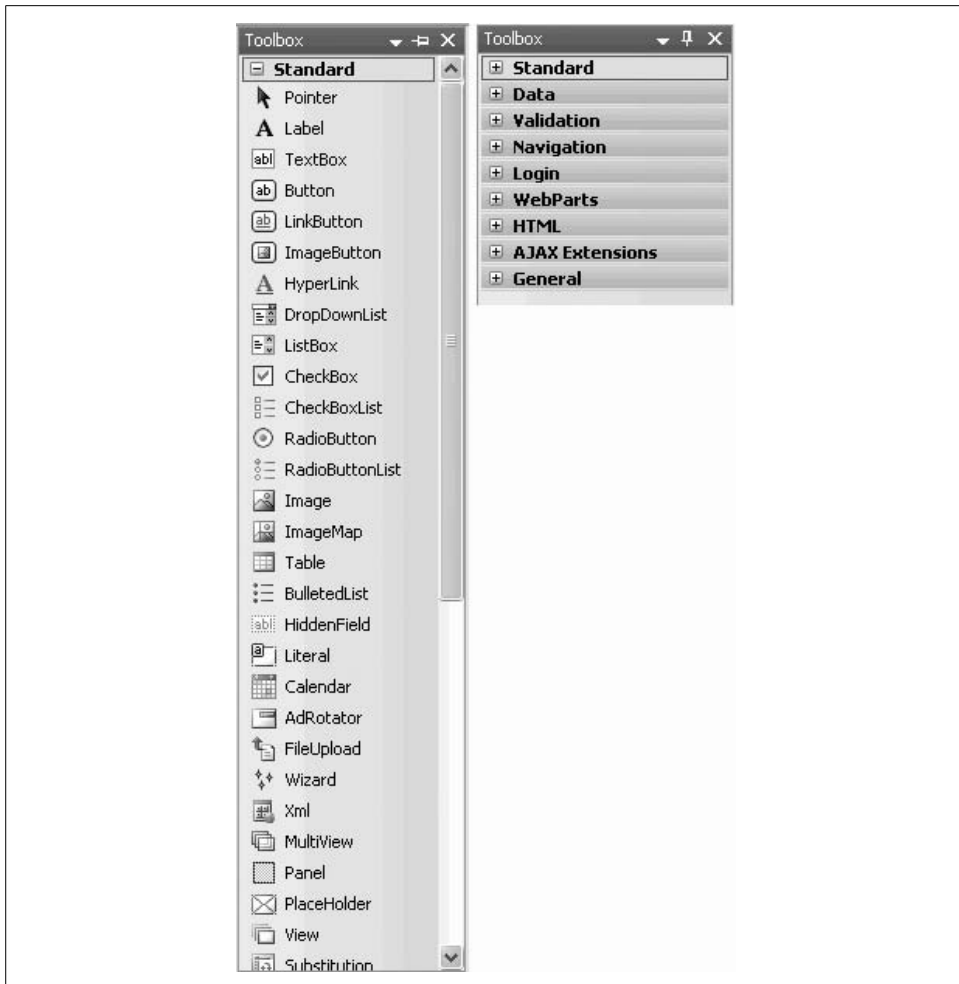 Toolbox
Standard
Pointer
Label
TextBox
Button
LinkButton
ImageButton
HyperLink
DropDownList
ListBox
CheckBox
CheckBoxList
RadioButton
RadioButtonList
Image
ImageMap
Table
BulletedList
HiddenField
Literal
Calendar
AdRotator
FileUpload
Wizard
Xml
MultiView
Panel
PlaceHolder
View
Substitution
Toolbox
Standard
Data
Validation
Navigation
Login
WebParts
HTML
AJAX Extensions
General